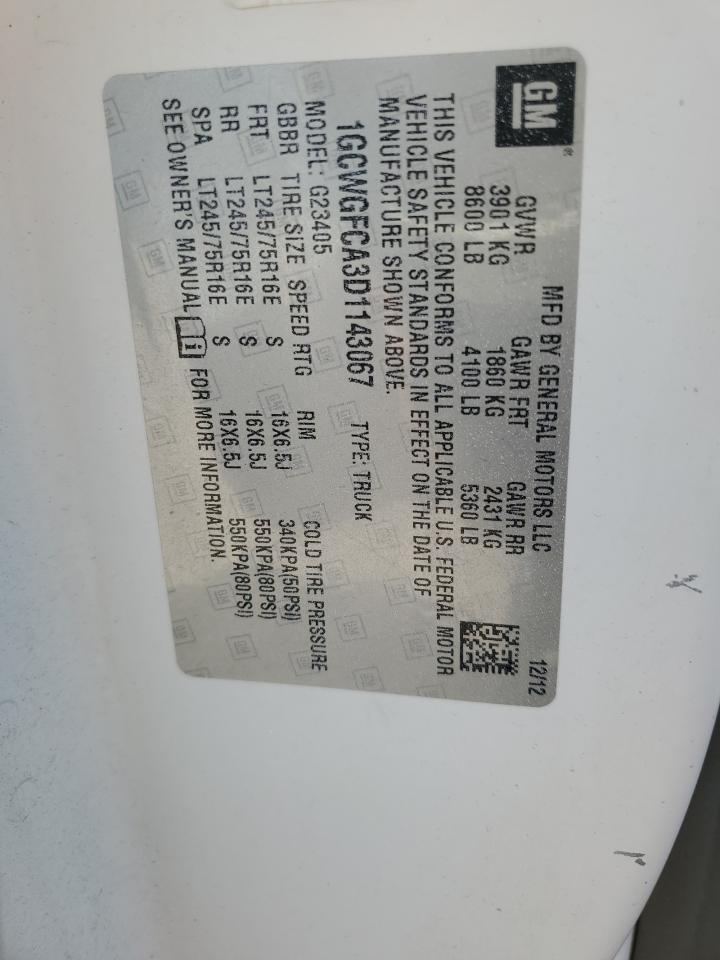 GM
MFD BY GENERAL MOTORS LLC 12/12
GVWR GAWR FRT GAWR RR
3901 KG 1860 KG 2431 KG
8600 LB 4100 LB 5360 LB
THIS VEHICLE CONFORMS TO ALL APPLICABLE U.S. FEDERAL MOTOR
VEHICLE SAFETY STANDARDS IN EFFECT ON THE DATE OF
MANUFACTURE SHOWN ABOVE.
1GCWGFCA3D1143067 TYPE: TRUCK
MODEL: G23405
GBBR TIRE SIZE SPEED RTG RIM COLD TIRE PRESSURE
FRT LT245/75R16E S 16X6.5J 340KPA(50PSI)
RR LT245/75R16E S 16X6.5J 550KPA(80PSI)
SPA LT245/75R16E S 16X6.5J 550KPA(80PSI)
SEE OWNER'S MANUAL FOR MORE INFORMATION.